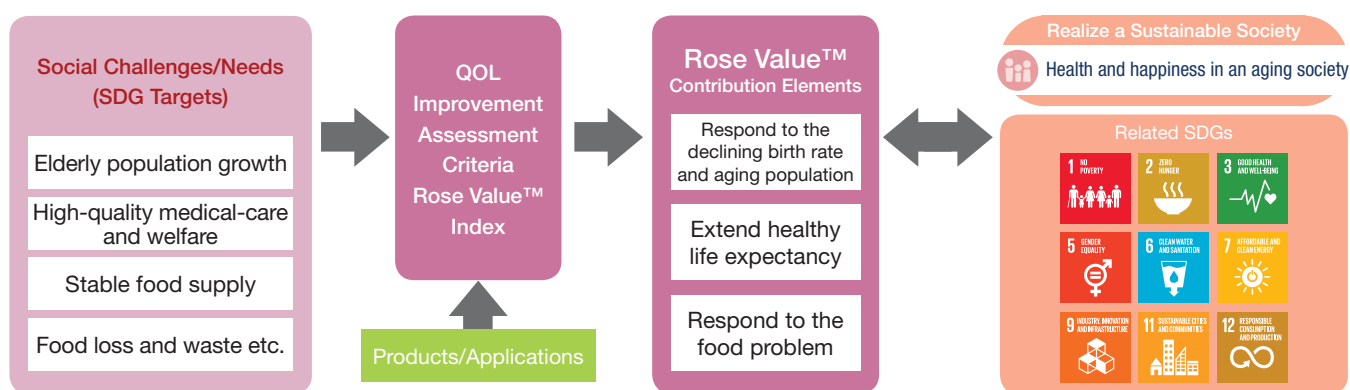 Social Challenges/Needs
(SDG Targets)
Elderly population growth
High-quality medical-care
and welfare
Stable food supply
Food loss and waste etc.
QOL
Improvement
Assessment
Criteria
Rose Value™
Index
Products/Applications
Rose Value™
Contribution Elements
Respond to the
declining birth rate
and aging population
Extend healthy
life expectancy
Respond to the
food problem
Realize a Sustainable Society
Health and happiness in an aging society
Related SDGs
1 NO
POVERTY
2 ZERO
HUNGER
3 GOOD HEALTH
AND WELL-BEING
5 GENDER
EQUALITY
6 CLEAN WATER
AND SANITATION
7 AFFORDABLE AND
CLEAN ENERGY
9 INDUSTRY, INNOVATION
AND INFRASTRUCTURE
11 SUSTAINABLE CITIES
AND COMMUNITIES
12 RESPONSIBLE
CONSUMPTION
AND PRODUCTION